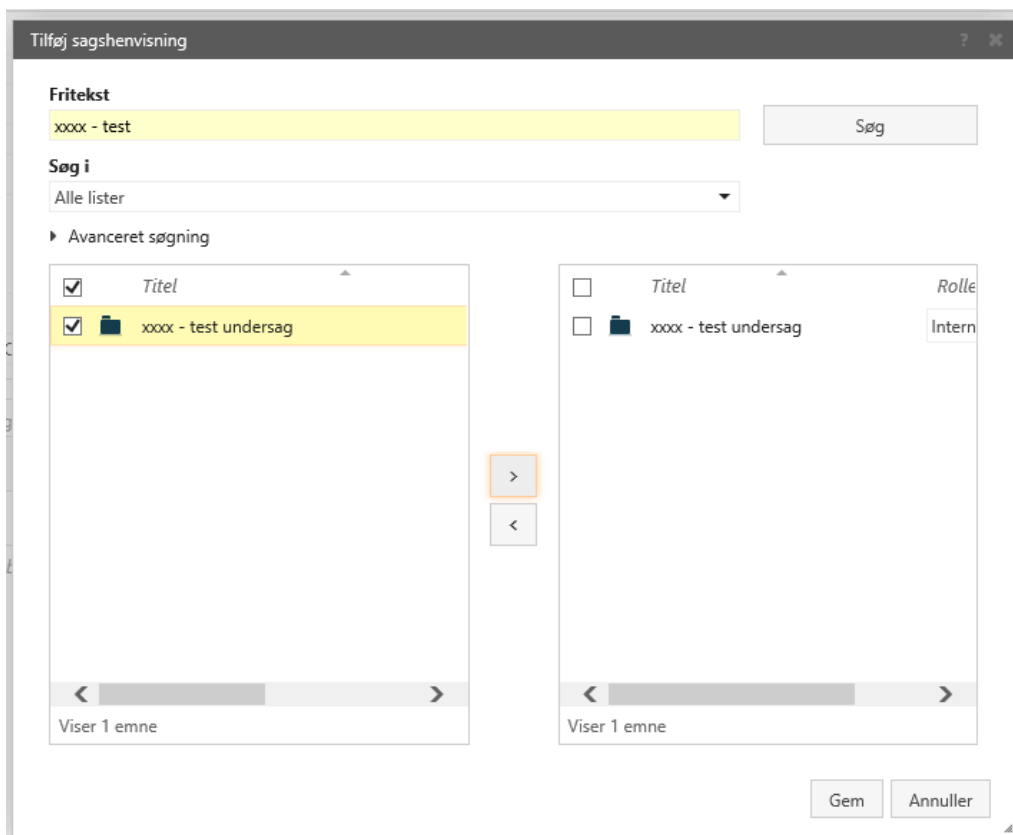 Tilføj sagshenvisning ?
Fritekst
xxxx - test
Søg
Søg i
Alle lister
Avanceret søgning
Titel
xxxx - test undersag
Viser 1 emne
>
<
Titel Rolle
xxxx - test undersag Intern
Viser 1 emne
Gem Annuller